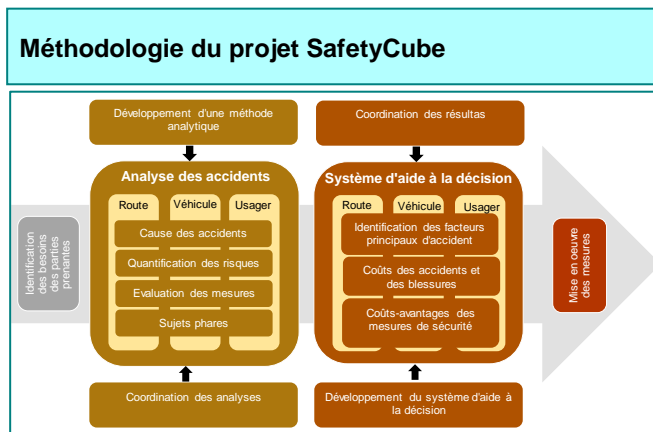 Méthodologie du projet SafetyCube
Développement d'une méthode
analytique
Coordination des résultas
Analyse des accidents
Système d'aide à la décision
Route
Véhicule
Usager
Route
Véhicule
Usager
Identification
des besoins
des parties
prenantes
Cause des accidents
Quantification des risques
Evaluation des mesures
Sujets phares
Identification des facteurs
principaux d'accident
Coûts des accidents et
des blessures
Coûts-avantages des
mesures de sécurité
Mise en oeuvre
des mesures
Coordination des analyses
Développement du système d'aide à
la décision